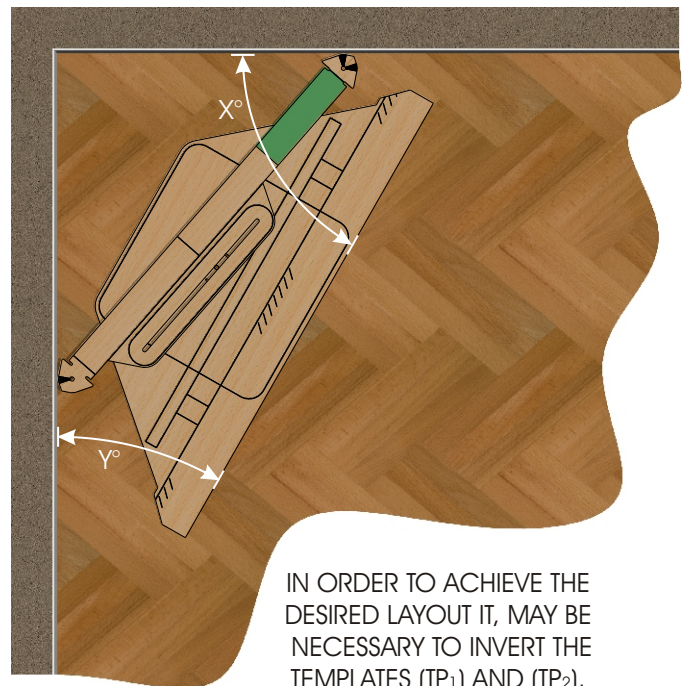 X°
Y°
IN ORDER TO ACHIEVE THE
DESIRED LAYOUT IT, MAY BE
NECESSARY TO INVERT THE
TEMPLATES (TP1) AND (TP2).